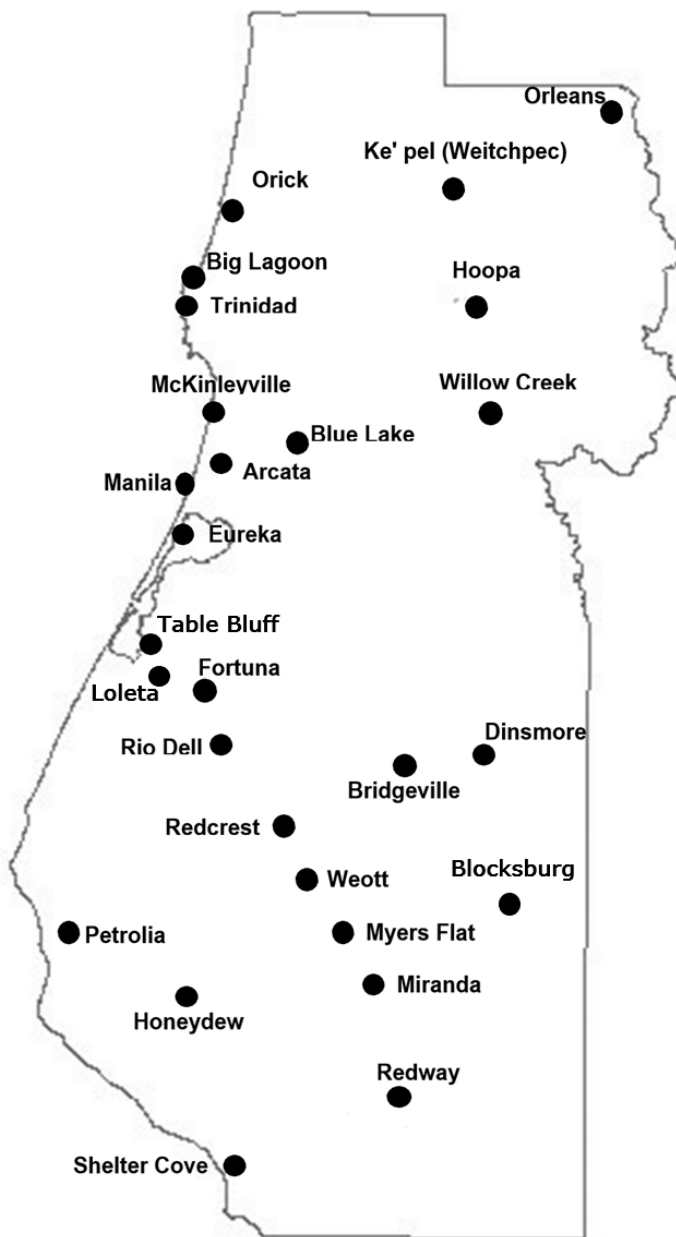 Orleans
Ke' pel (Weitchpec)
Orick
Big Lagoon
Hoopa
Trinidad
McKinleyville
Willow Creek
Blue Lake
Arcata
Manila
Eureka
Table Bluff
Fortuna
Loleta
Dinsmore
Rio Dell
Bridgeville
Redcrest
Blocksburg
Weott
Petrolia
Myers Flat
Miranda
Honeydew
Redway
Shelter Cove